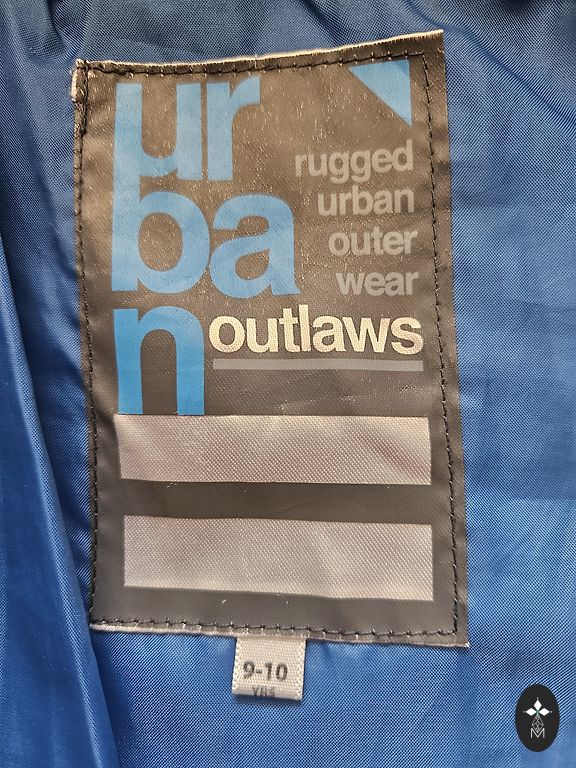 ur
ba
n
rugged
urban
outer
wear
outlaws
9-10
YRS